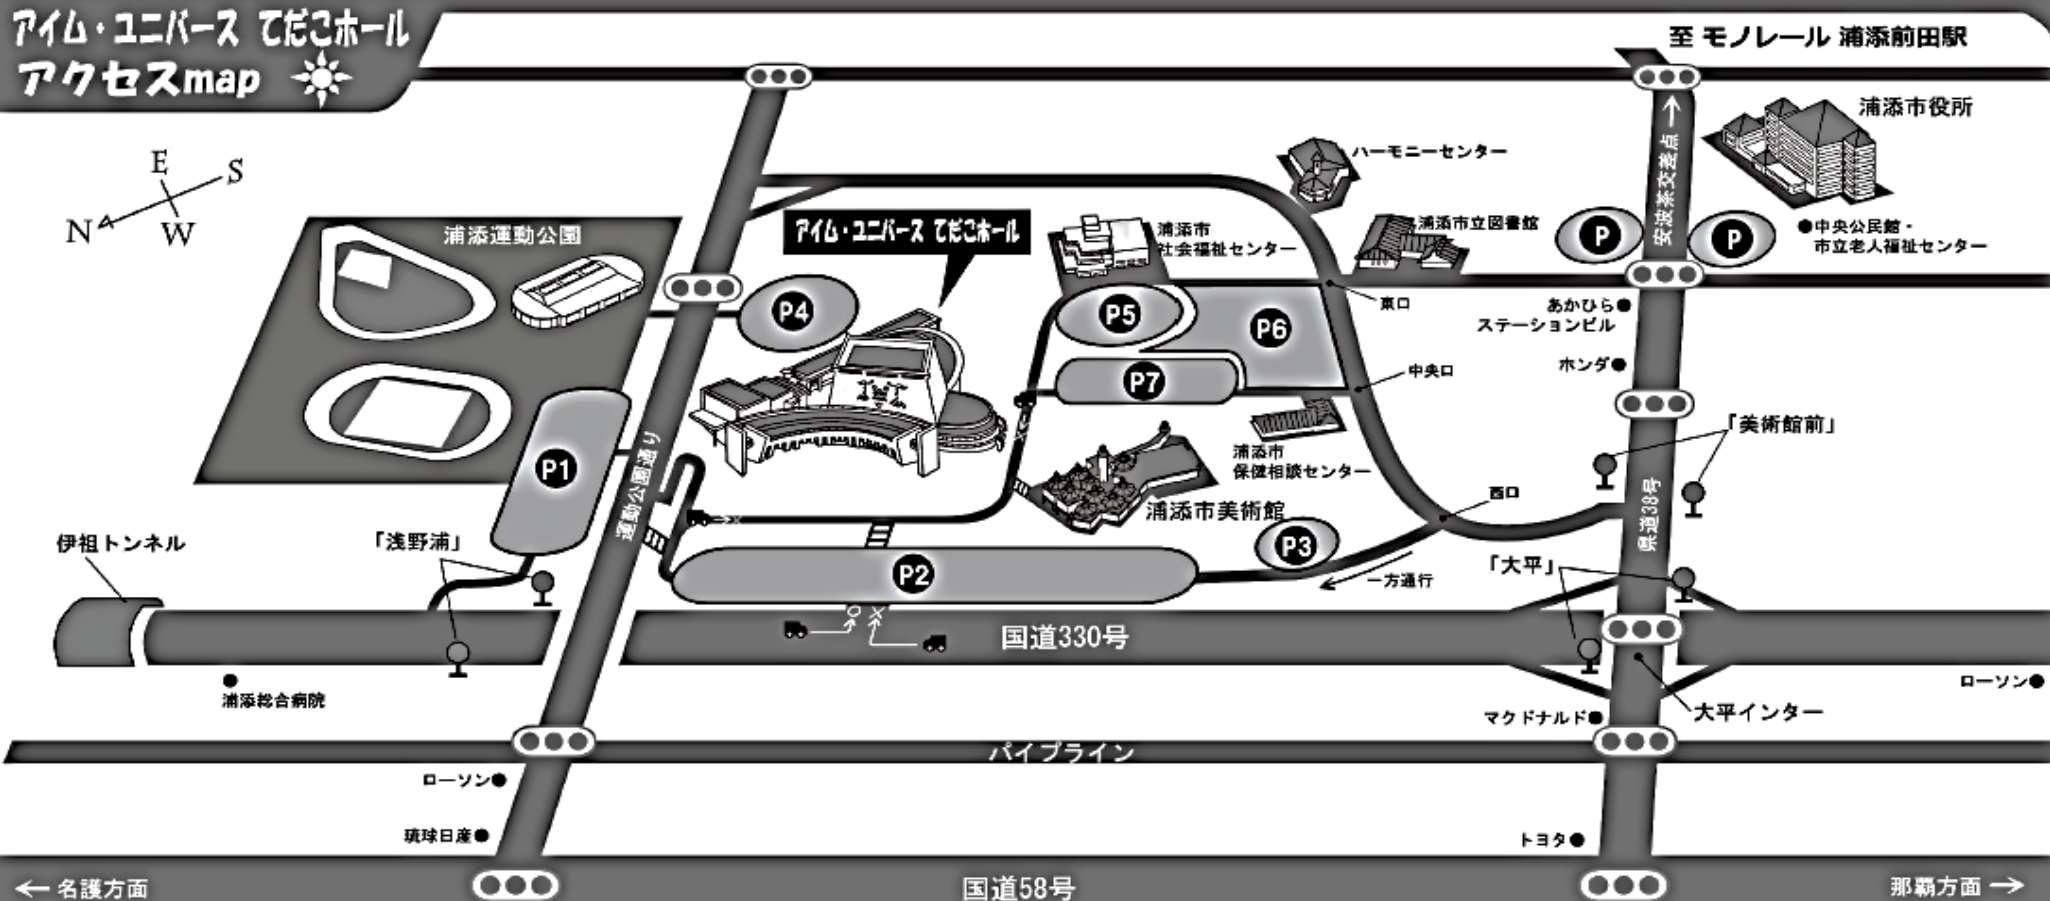 アイム・ユニバース てだこホール
アクセスmap
至 モノレール 浦添前田駅
E
S
N
W
浦添運動公園
アイム・ユニバース てだこホール
浦添市
社会福祉センター
ハーモニーセンター
浦添市立図書館
安波茶交差点→
浦添市役所
P
P
中央公民館・
市立老人福祉センター
P4
P5
P6
P7
東口
中央口
西口
あかひら
ステーションビル
ホンダ
「美術館前」
P1
運動公園通り
浦添市
保健相談センター
浦添市美術館
県道38号
伊祖トンネル
「浅野浦」
P2
P3
一方通行
「大平」
国道330号
浦添総合病院
ローソン
マクドナルド
大平インター
パイプライン
ローソン
琉球日産
トヨタ
← 名護方面
国道58号
那覇方面 →